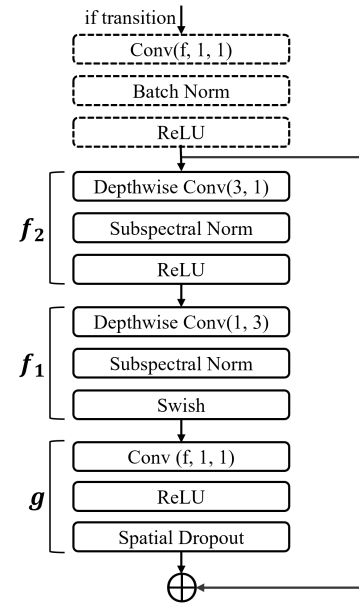 if transition
Conv(f, 1, 1)
Batch Norm
ReLU
f₂
Depthwise Conv(3, 1)
Subspectral Norm
ReLU
f₁
Depthwise Conv(1, 3)
Subspectral Norm
Swish
g
Conv (f, 1, 1)
ReLU
Spatial Dropout